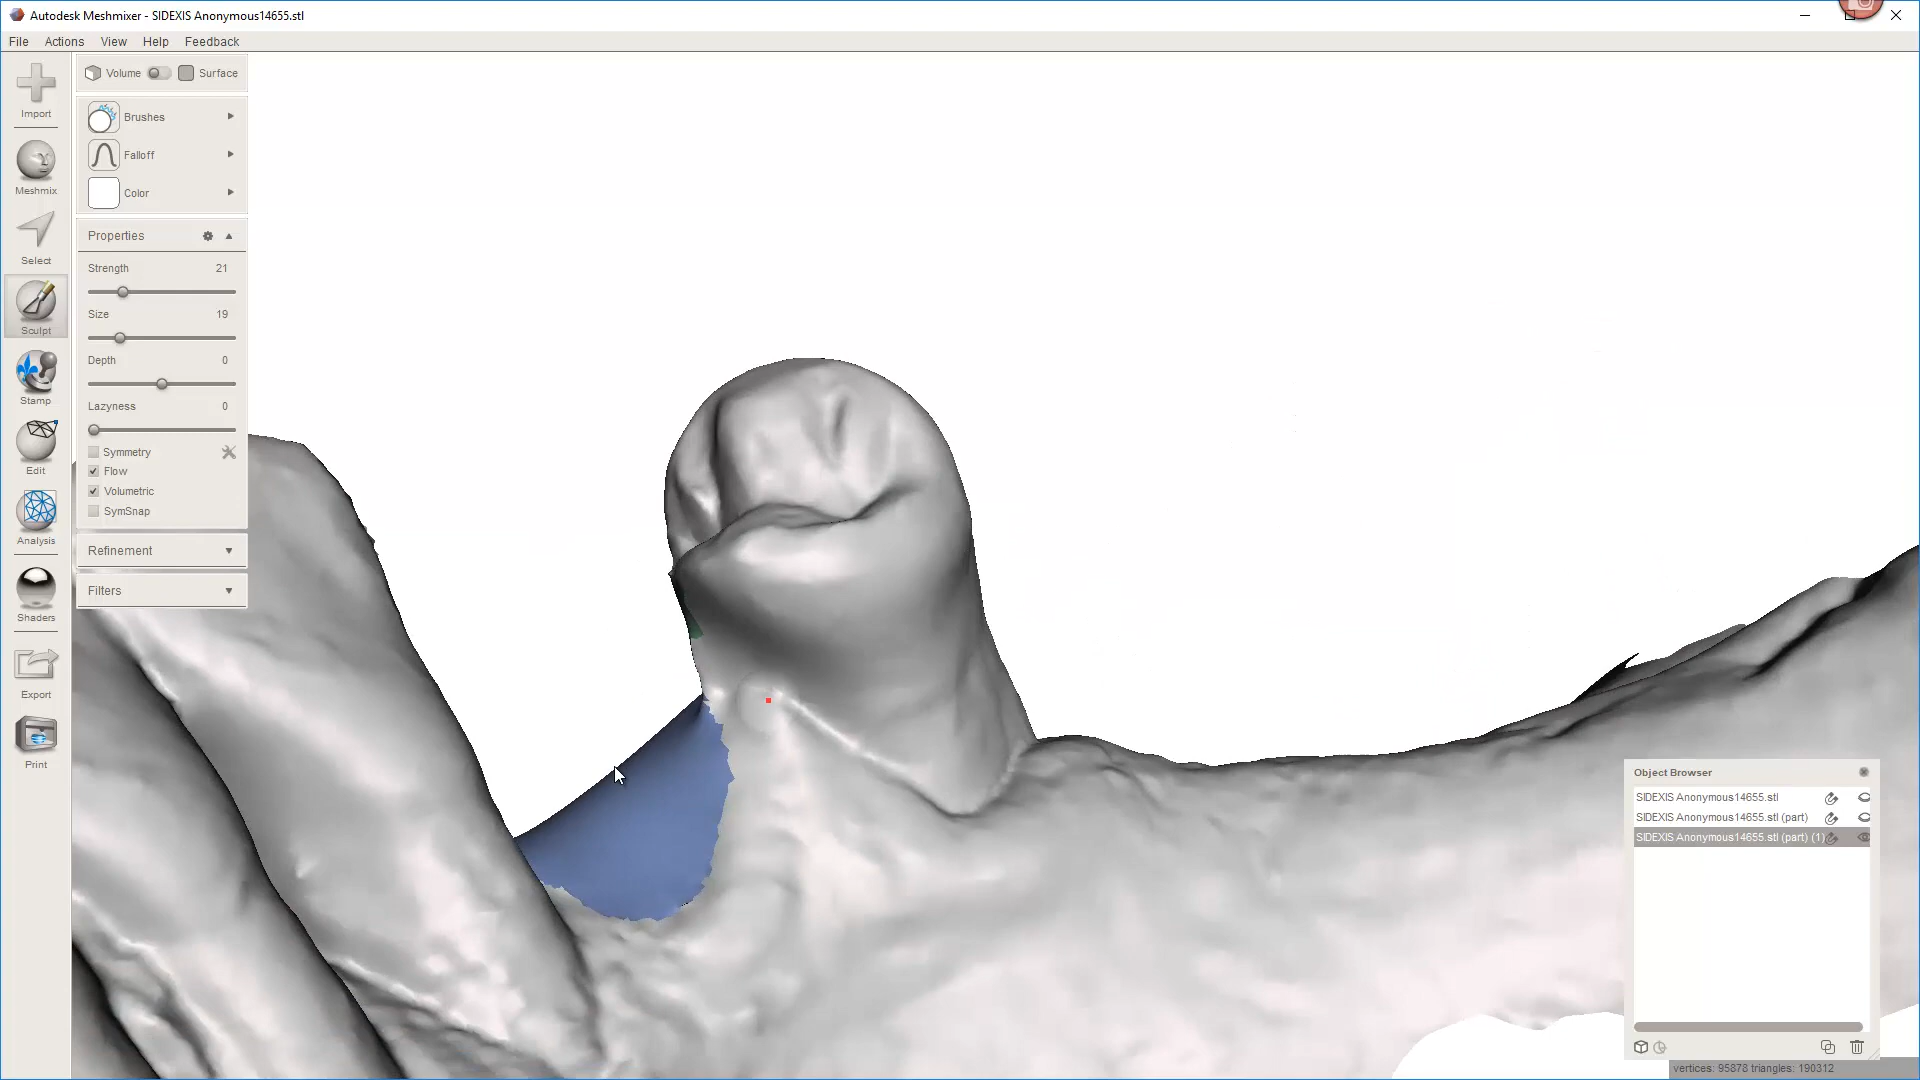 Autodesk Meshmixer - SIDEXIS Anonymous14655.stl
File Actions View Help Feedback
Import
Meshmix
Select
Sculpt
Stamp
Edit
Analysis
Shaders
Export
Print
Volume Surface
Brushes
Falloff
Color
Properties
Strength 21
Size 19
Depth 0
Lazyness 0
Symmetry
Flow
Volumetric
SymSnap
Refinement
Filters
Object Browser
SIDEXIS Anonymous14655.stl
SIDEXIS Anonymous14655.stl (part)
SIDEXIS Anonymous14655.stl (part) (1)
vertices: 95878 triangles: 190312